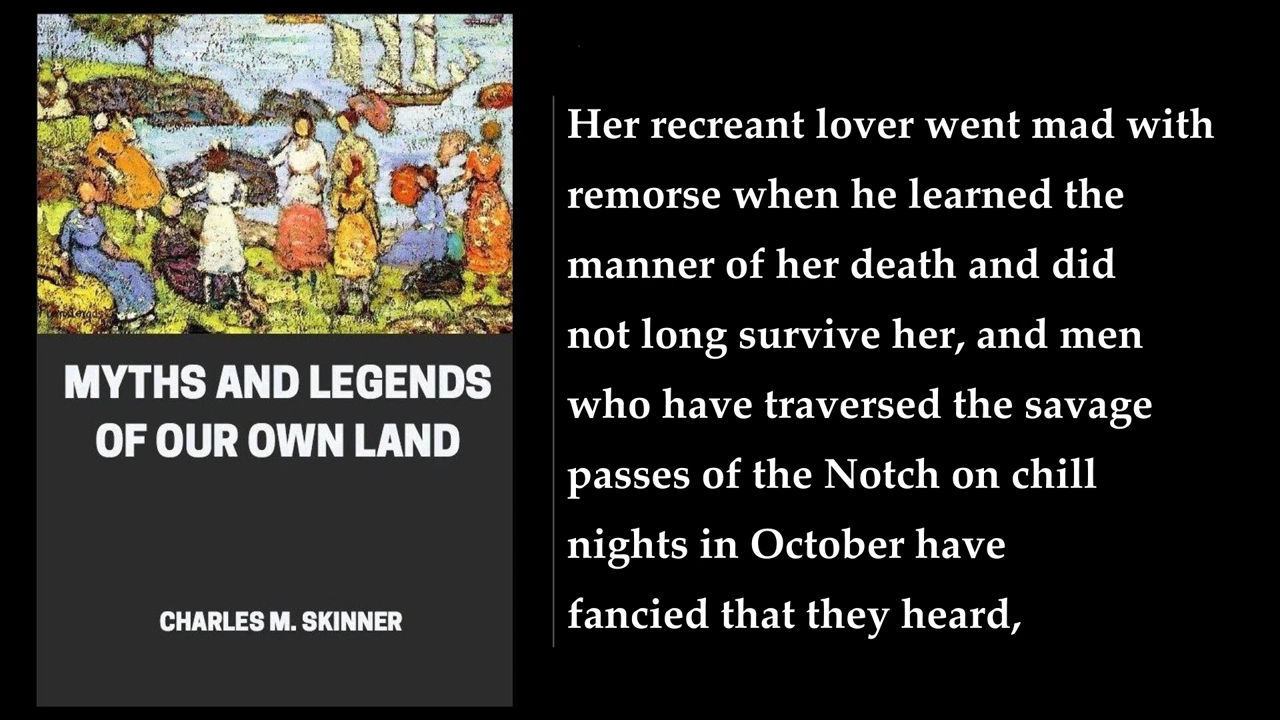 MYTHS AND LEGENDS
OF OUR OWN LAND
CHARLES M. SKINNER
Her recreant lover went mad with
remorse when he learned the
manner of her death and did
not long survive her, and men
who have traversed the savage
passes of the Notch on chill
nights in October have
fancied that they heard,